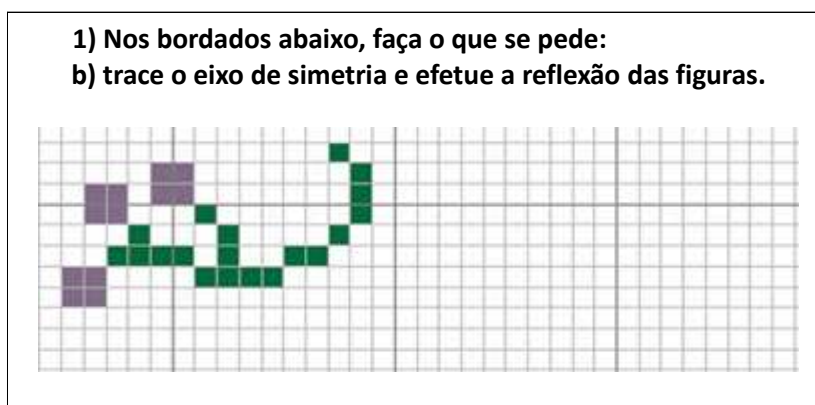 1) Nos bordados abaixo, faça o que se pede:
b) trace o eixo de simetria e efetue a reflexão das figuras.